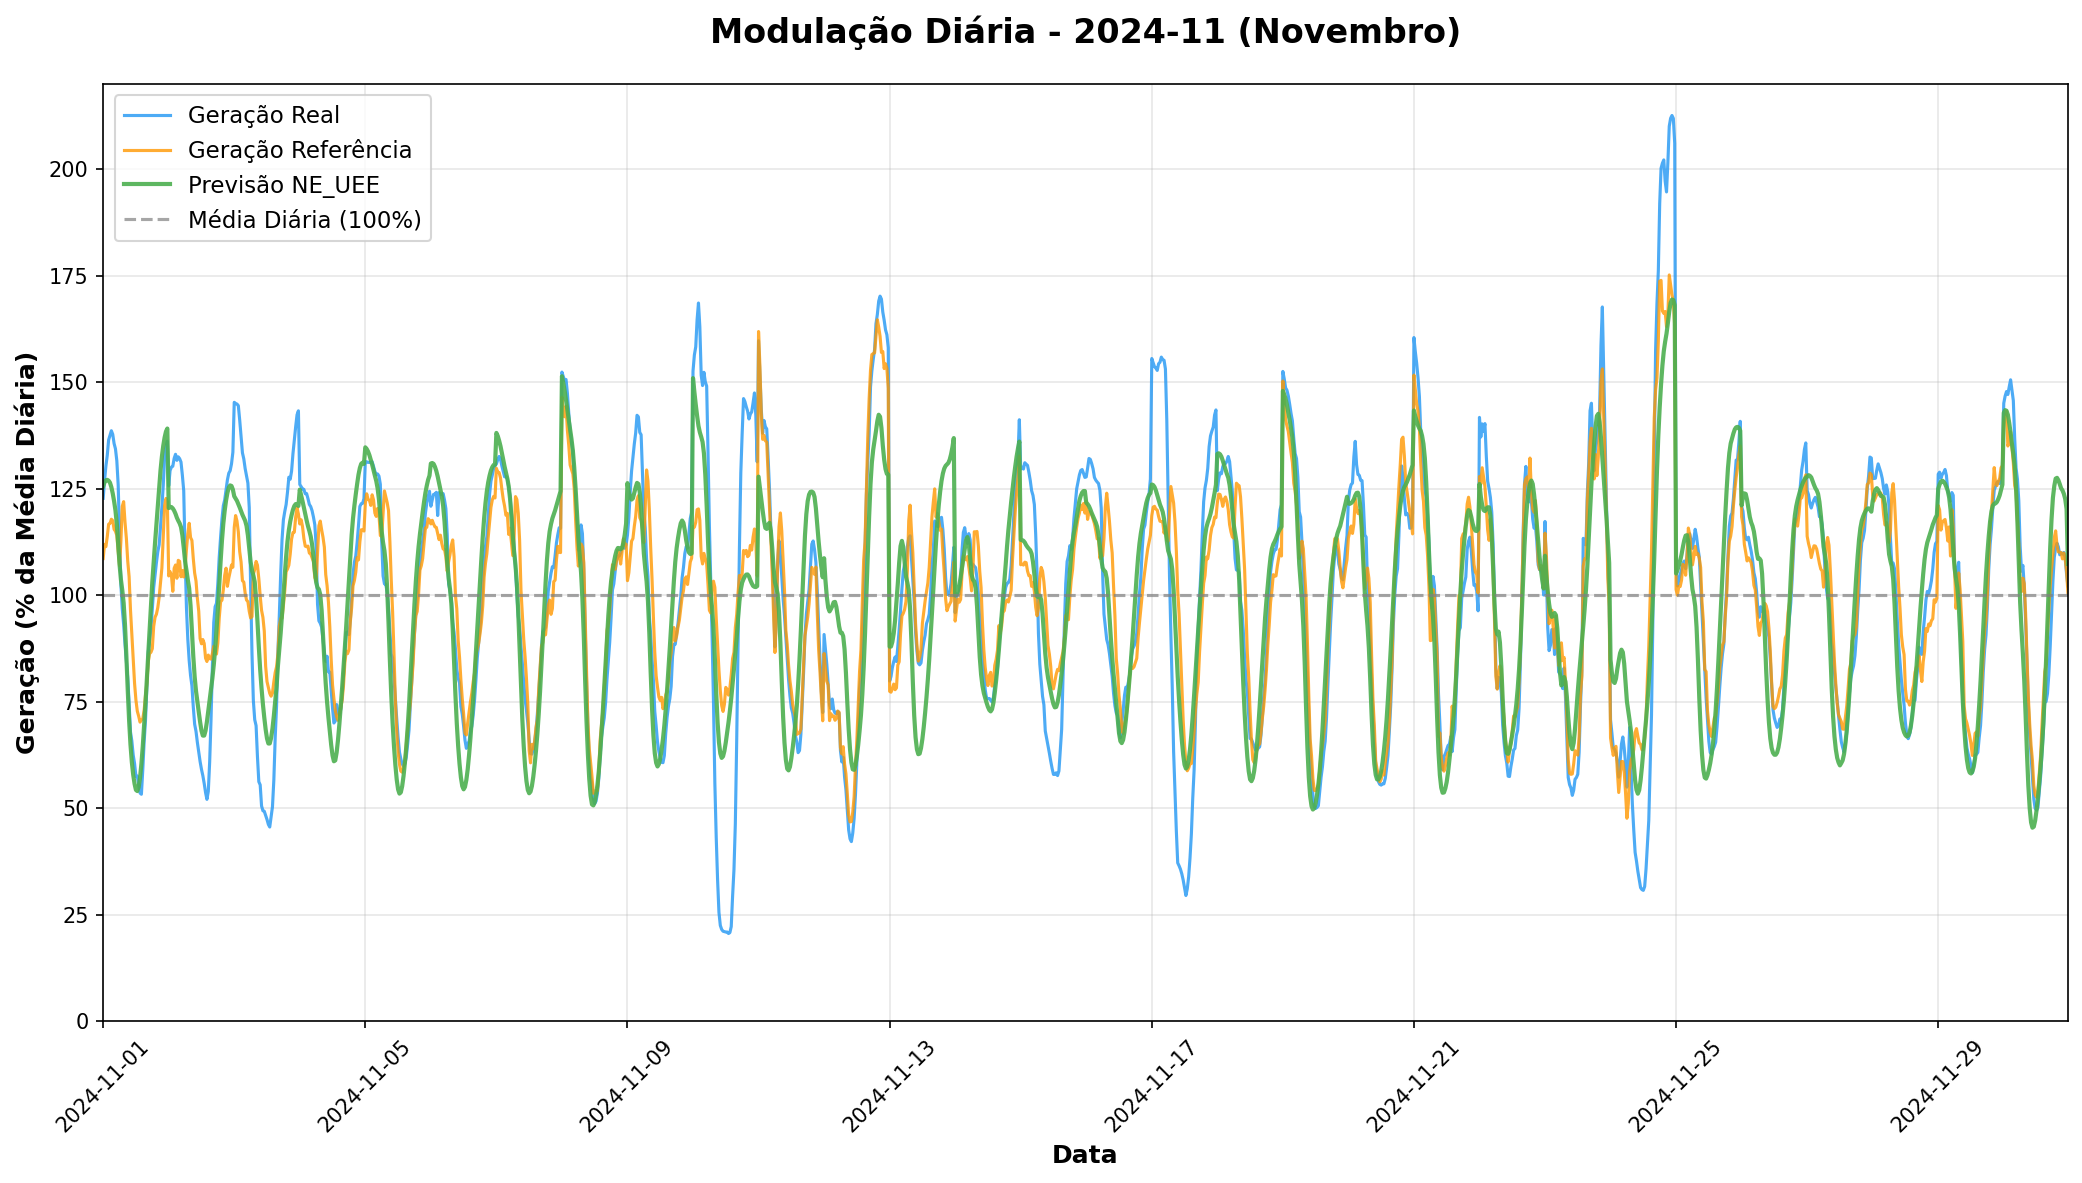 Modulação Diária - 2024-11 (Novembro)
Geração Real
Geração Referência
Previsão NE_UEE
Média Diária (100%)
Geração (% da Média Diária)
200
175
150
125
100
75
50
25
0
2024-11-01
2024-11-05
2024-11-09
2024-11-13
2024-11-17
2024-11-21
2024-11-25
2024-11-29
Data